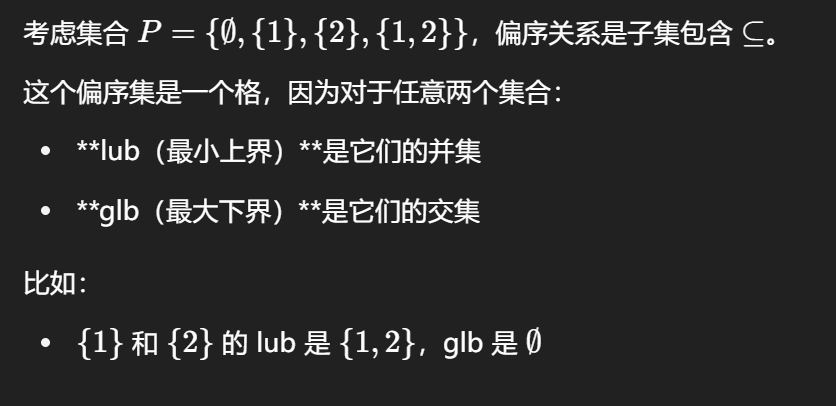 考虑集合 P = {∅, {1}, {2}, {1, 2}}，偏序关系是子集包含 ⊆。
这个偏序集是一个格，因为对于任意两个集合：
• **lub（最小上界）**是它们的并集
• **glb（最大下界）**是它们的交集
比如：
• {1} 和 {2} 的 lub 是 {1, 2}，glb 是 ∅